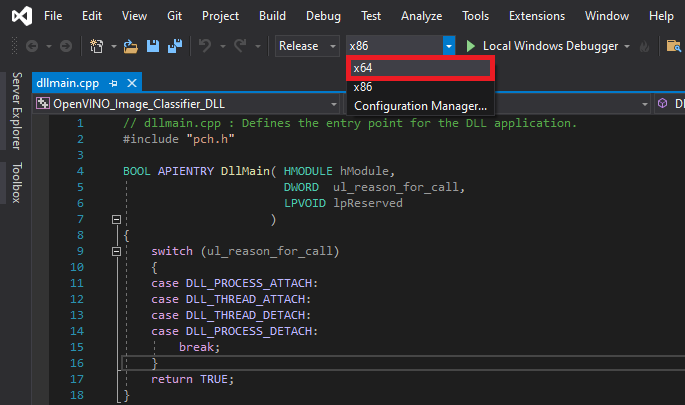 File Edit View Git Project Build Debug Test Analyze Tools Extensions Window Help
Release x86 Local Windows Debugger
x64
x86
Configuration Manager...
Server Explorer
Toolbox
dllmain.cpp
OpenVINO_Image_Classifier_DLL
1 // dllmain.cpp : Defines the entry point for the DLL application.
2 #include "pch.h"
3
4 BOOL APIENTRY DllMain( HMODULE hModule,
5 DWORD ul_reason_for_call,
6 LPVOID lpReserved
7 )
8 {
9 switch (ul_reason_for_call)
10 {
11 case DLL_PROCESS_ATTACH:
12 case DLL_THREAD_ATTACH:
13 case DLL_THREAD_DETACH:
14 case DLL_PROCESS_DETACH:
15 break;
16 }
17 return TRUE;
18 }